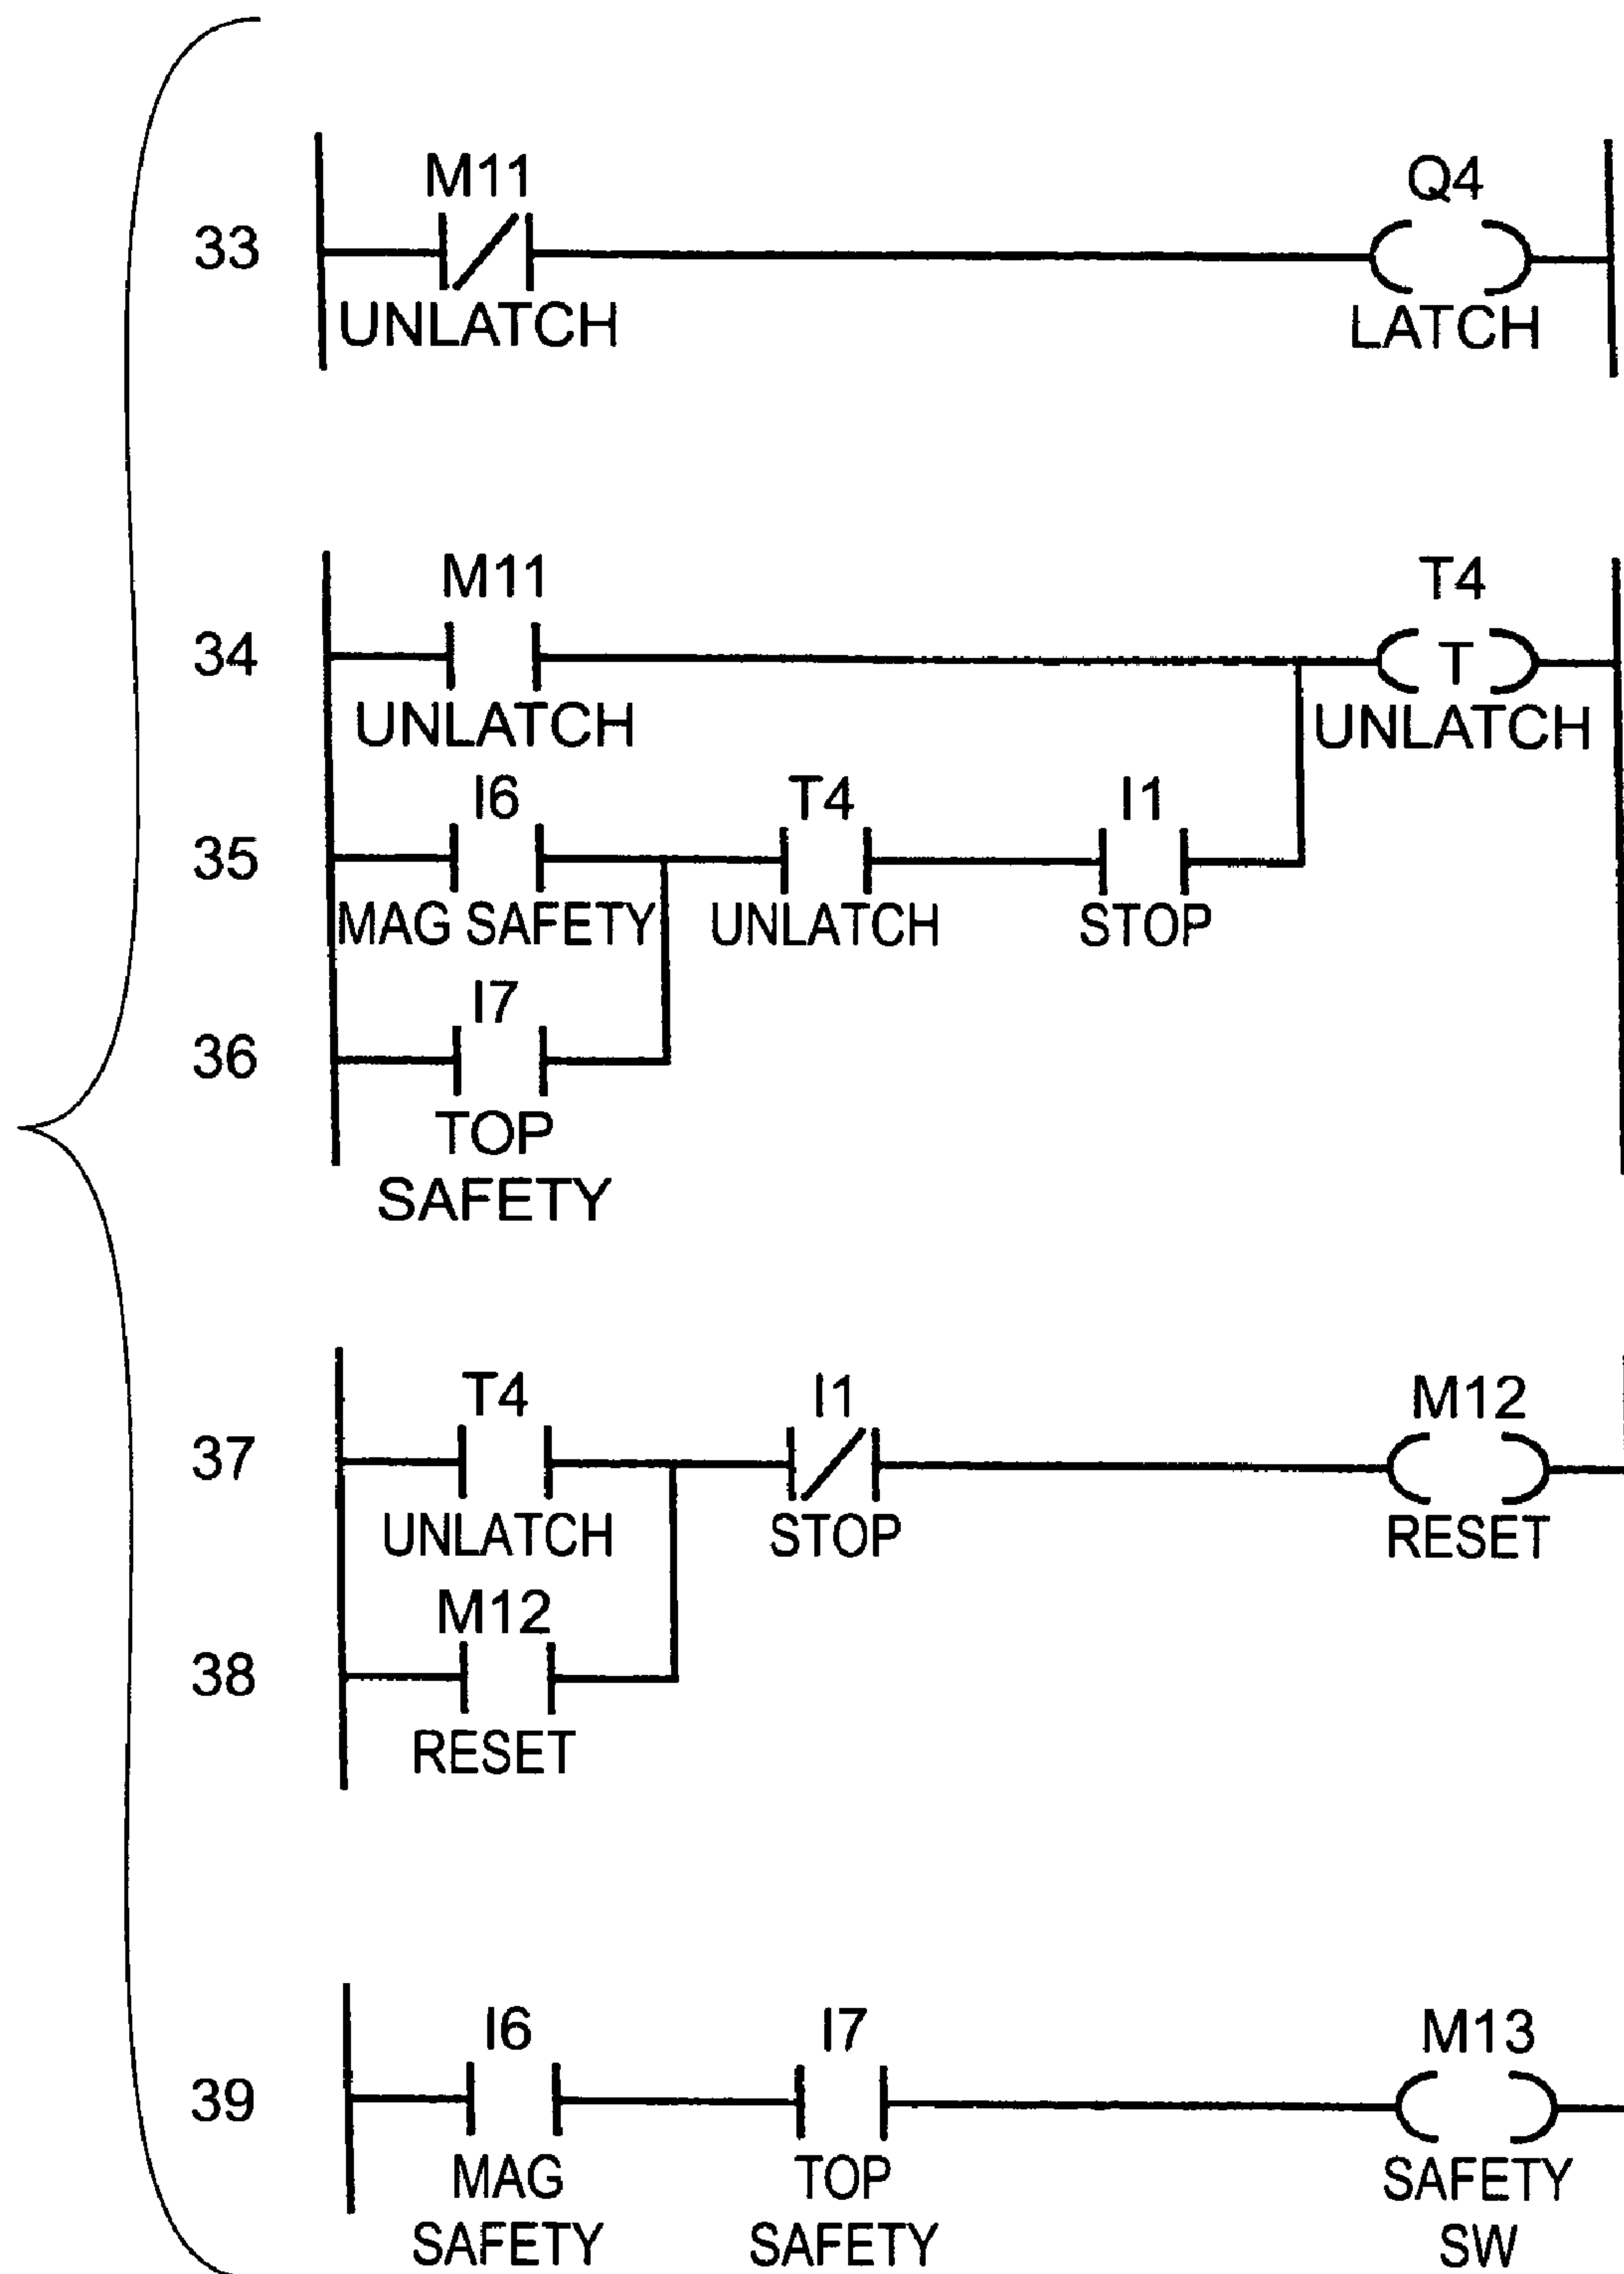 M11 Q4
33
UNLATCH LATCH
M11 T4
34 T
UNLATCH UNLATCH
I6 T4 I1
35
MAG SAFETY UNLATCH STOP
I7
36
TOP
SAFETY
T4 I1 M12
37
UNLATCH STOP RESET
M12
38
RESET
I6 I7 M13
39
MAG TOP SAFETY
SAFETY SAFETY SW